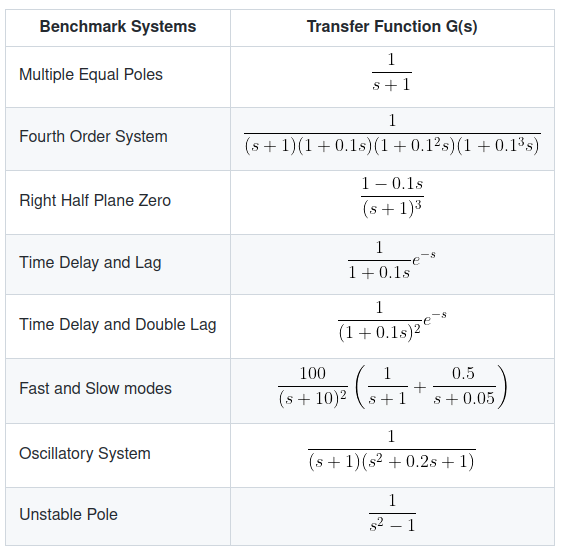 Benchmark Systems Transfer Function G(s)
Multiple Equal Poles $\frac{1}{s+1}$
Fourth Order System $\frac{1}{(s+1)(1+0.1s)(1+0.1^2s)(1+0.1^3s)}$
Right Half Plane Zero $\frac{1-0.1s}{(s+1)^3}$
Time Delay and Lag $\frac{1}{1+0.1s}e^{-s}$
Time Delay and Double Lag $\frac{1}{(1+0.1s)^2}e^{-s}$
Fast and Slow modes $\frac{100}{(s+10)^2}\left(\frac{1}{s+1}+\frac{0.5}{s+0.05}\right)$
Oscillatory System $\frac{1}{(s+1)(s^2+0.2s+1)}$
Unstable Pole $\frac{1}{s^2-1}$